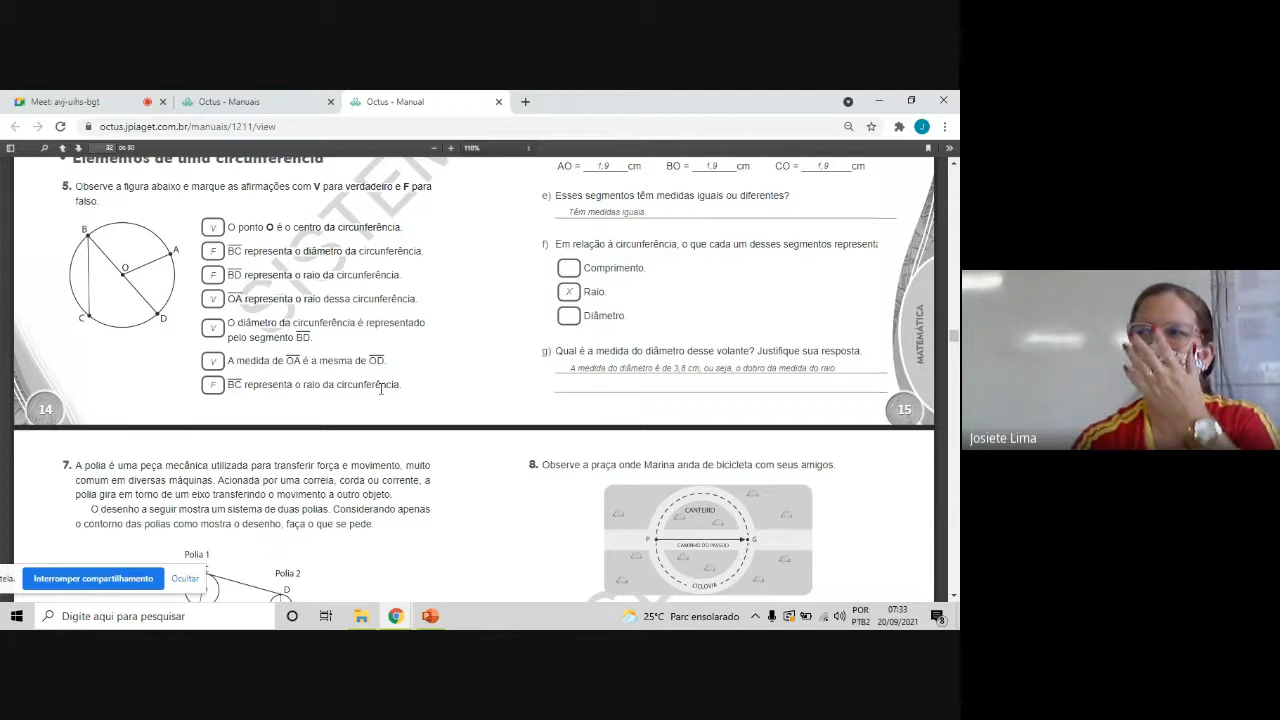 Meet: avj-uihs-bgt
Octus - Manuais
Octus - Manual
octus.jpiaget.com.br/manuais/1211/view
32 de 80
110%
Elementos de uma circunferência
5. Observe a figura abaixo e marque as afirmações com V para verdadeiro e F para
falso.
B
A
O
C
D
V O ponto O é o centro da circunferência.
F BC representa o diâmetro da circunferência.
F BD representa o raio da circunferência.
V OA representa o raio dessa circunferência.
V O diâmetro da circunferência é representado
pelo segmento BD.
V A medida de OA é a mesma de OD.
F BC representa o raio da circunferência.
14
SISTEM
AO = 1,9 cm BO = 1,9 cm CO = 1,9 cm
e) Esses segmentos têm medidas iguais ou diferentes?
Têm medidas iguais.
f) Em relação à circunferência, o que cada um desses segmentos representa
Comprimento.
X Raio.
Diâmetro.
g) Qual é a medida do diâmetro desse volante? Justifique sua resposta.
A medida do diâmetro é de 3,8 cm, ou seja, o dobro da medida do raio.
MATEMÁTICA
15
7. A polia é uma peça mecânica utilizada para transferir força e movimento, muito
comum em diversas máquinas. Acionada por uma correia, corda ou corrente, a
polia gira em torno de um eixo transferindo o movimento a outro objeto.
O desenho a seguir mostra um sistema de duas polias. Considerando apenas
o contorno das polias como mostra o desenho, faça o que se pede.
Polia 1
Polia 2
D
8. Observe a praça onde Marina anda de bicicleta com seus amigos.
CANTEIRO
P
G
CAMINHO DO PASSEIO
CICLOVIA
tela.
Interromper compartilhamento
Ocultar
Digite aqui para pesquisar
25°C Parc ensolarado
POR
PTB2
07:33
20/09/2021
8
J
Josiete Lima